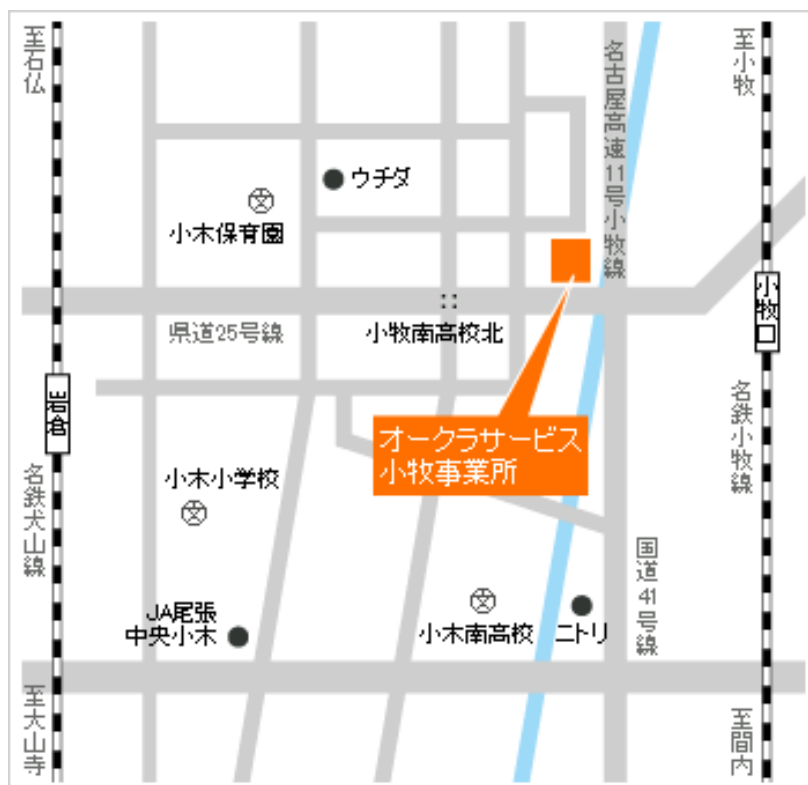 至石仏
名古屋高速11号小牧線
至小牧
ウチダ
小木保育園
小牧口
県道25号線
小牧南高校北
岩倉
名鉄小牧線
オークラサービス
小牧事業所
小木小学校
名鉄犬山線
国道41号線
JA尾張
中央小木
小木南高校
ニトリ
至大山寺
至間内